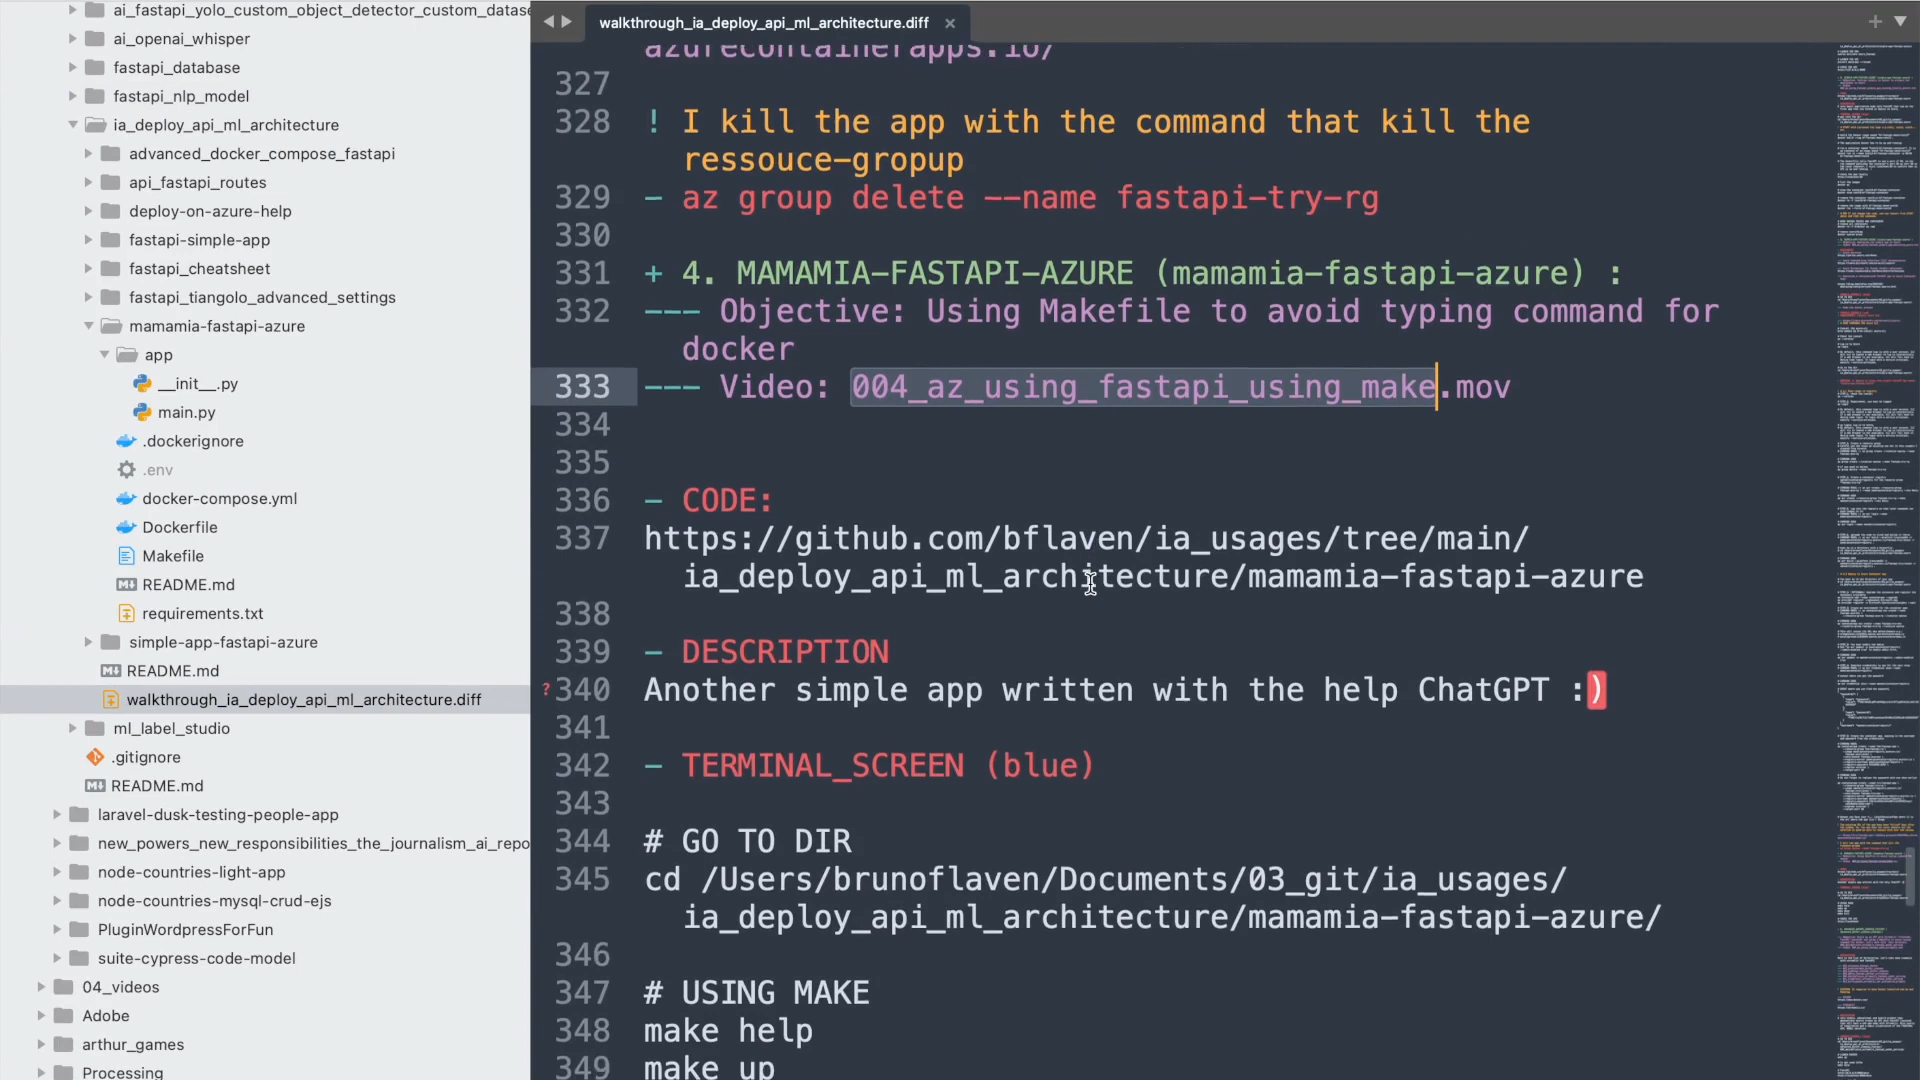 ai_fastapi_yolo_custom_object_detector_custom_datase
ai_openai_whisper
fastapi_database
fastapi_nlp_model
ia_deploy_api_ml_architecture
advanced_docker_compose_fastapi
api_fastapi_routes
deploy-on-azure-help
fastapi-simple-app
fastapi_cheatsheet
fastapi_tiangolo_advanced_settings
mamamia-fastapi-azure
app
__init__.py
main.py
.dockerignore
.env
docker-compose.yml
Dockerfile
Makefile
README.md
requirements.txt
simple-app-fastapi-azure
README.md
walkthrough_ia_deploy_api_ml_architecture.diff
ml_label_studio
.gitignore
README.md
laravel-dusk-testing-people-app
new_powers_new_responsibilities_the_journalism_ai_repo
node-countries-light-app
node-countries-mysql-crud-ejs
PluginWordpressForFun
suite-cypress-code-model
04_videos
Adobe
arthur_games
Processing
walkthrough_ia_deploy_api_ml_architecture.diff
azurecontainerapps.io/
327
328 ! I kill the app with the command that kill the
ressouce-gropup
329 - az group delete --name fastapi-try-rg
330
331 + 4. MAMAMIA-FASTAPI-AZURE (mamamia-fastapi-azure) :
332 --- Objective: Using Makefile to avoid typing command for
docker
333 --- Video: 004_az_using_fastapi_using_make.mov
334
335
336 - CODE:
337 https://github.com/bflaven/ia_usages/tree/main/
ia_deploy_api_ml_architecture/mamamia-fastapi-azure
338
339 - DESCRIPTION
?340 Another simple app written with the help ChatGPT :)
341
342 - TERMINAL_SCREEN (blue)
343
344 # GO TO DIR
345 cd /Users/brunoflaven/Documents/03_git/ia_usages/
ia_deploy_api_ml_architecture/mamamia-fastapi-azure/
346
347 # USING MAKE
348 make help
349 make up